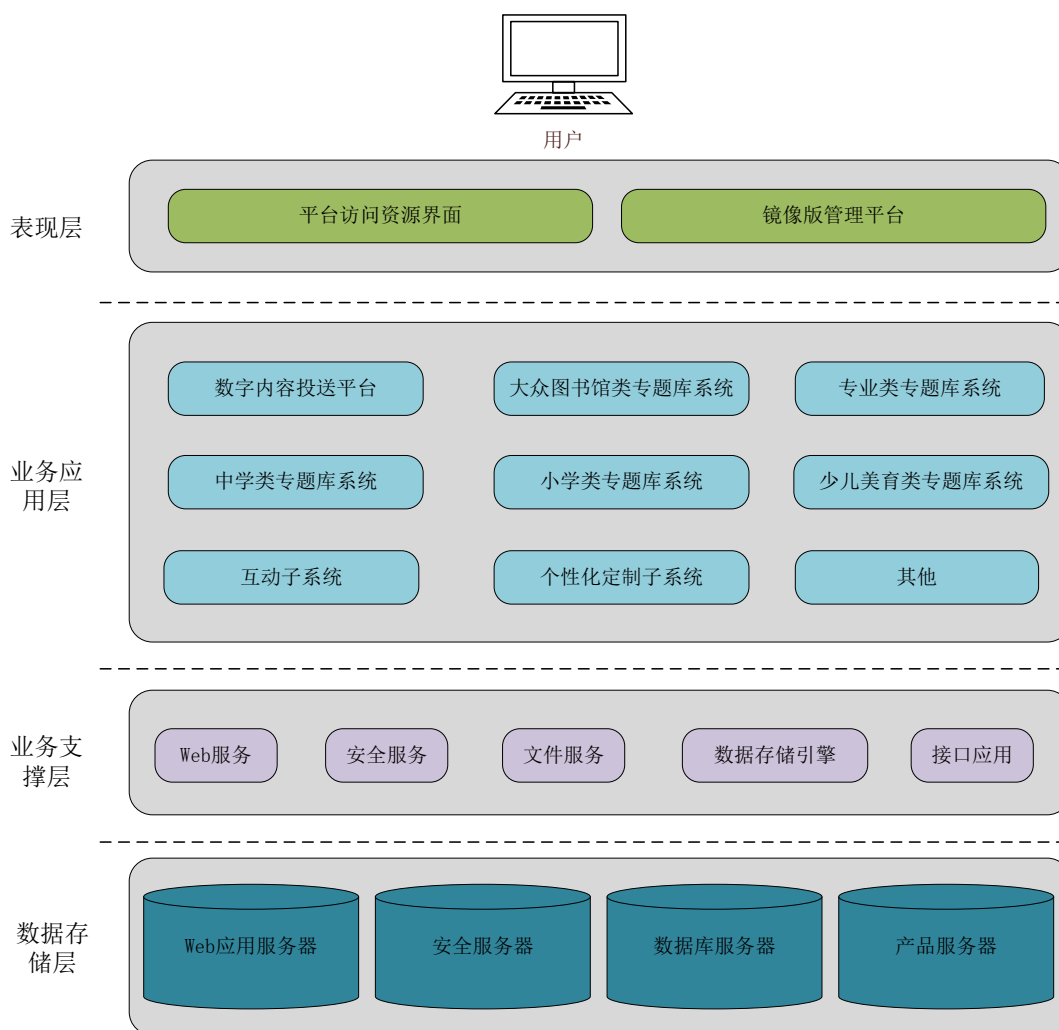 用户
表现层
平台访问资源界面
镜像版管理平台
业务应
用层
数字内容投送平台
大众图书馆类专题库系统
专业类专题库系统
中学类专题库系统
小学类专题库系统
少儿美育类专题库系统
互动子系统
个性化定制子系统
其他
业务支
撑层
Web服务
安全服务
文件服务
数据存储引擎
接口应用
数据存
储层
Web应用服务器
安全服务器
数据库服务器
产品服务器